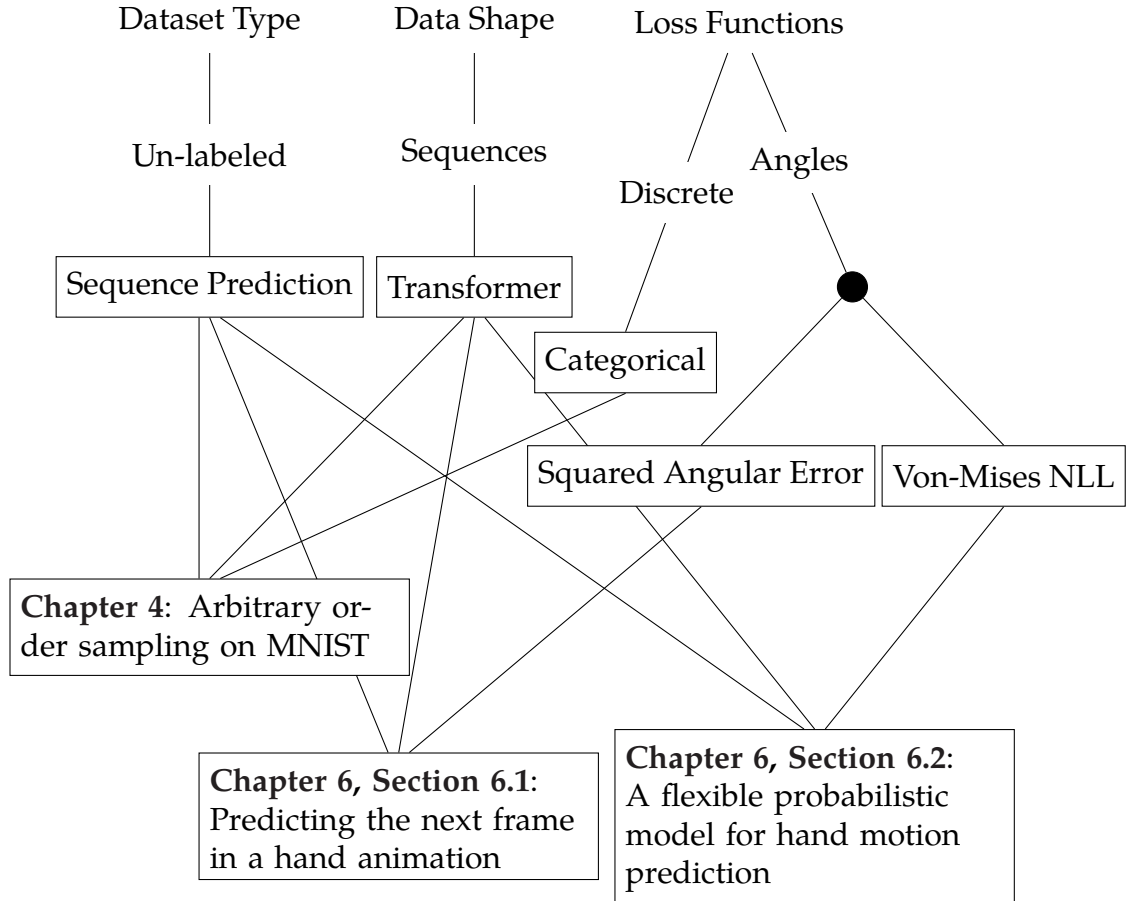 Dataset Type
Data Shape
Loss Functions
Un-labeled
Sequences
Angles
Discrete
Sequence Prediction
Transformer
Categorical
Squared Angular Error
Von-Mises NLL
Chapter 4: Arbitrary or-
der sampling on MNIST
Chapter 6, Section 6.1:
Predicting the next frame
in a hand animation
Chapter 6, Section 6.2:
A flexible probabilistic
model for hand motion
prediction